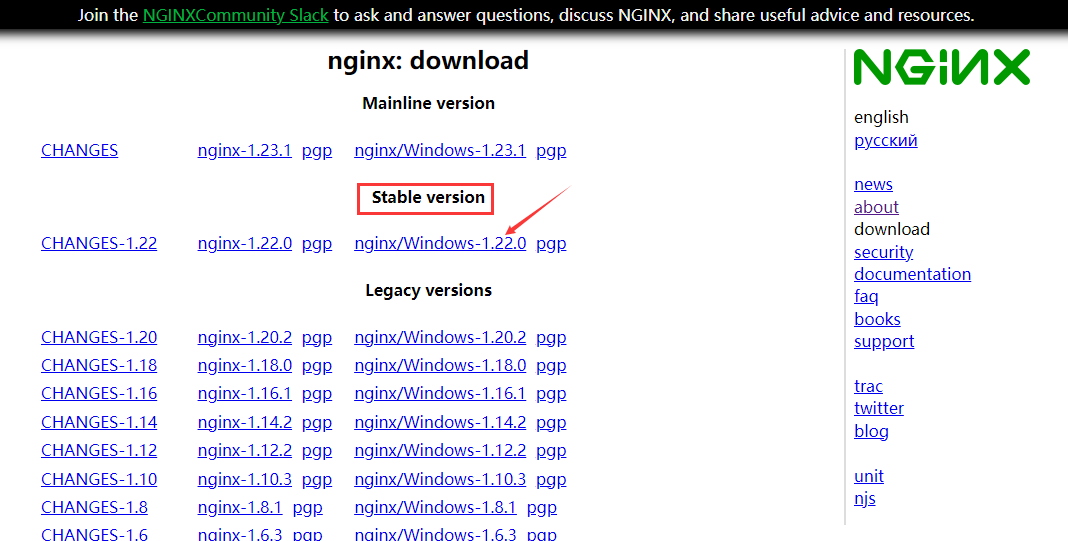 Join the NGINXCommunity Slack to ask and answer questions, discuss NGINX, and share useful advice and resources.
nginx: download
Mainline version
CHANGES nginx-1.23.1 pgp nginx/Windows-1.23.1 pgp
Stable version
CHANGES-1.22 nginx-1.22.0 pgp nginx/Windows-1.22.0 pgp
Legacy versions
CHANGES-1.20 nginx-1.20.2 pgp nginx/Windows-1.20.2 pgp
CHANGES-1.18 nginx-1.18.0 pgp nginx/Windows-1.18.0 pgp
CHANGES-1.16 nginx-1.16.1 pgp nginx/Windows-1.16.1 pgp
CHANGES-1.14 nginx-1.14.2 pgp nginx/Windows-1.14.2 pgp
CHANGES-1.12 nginx-1.12.2 pgp nginx/Windows-1.12.2 pgp
CHANGES-1.10 nginx-1.10.3 pgp nginx/Windows-1.10.3 pgp
CHANGES-1.8 nginx-1.8.1 pgp nginx/Windows-1.8.1 pgp
CHANGES-1.6 nginx-1.6.3 pgp nginx/Windows-1.6.3 pgp
NGINX
english
русский
news
about
download
security
documentation
faq
books
support
trac
twitter
blog
unit
njs